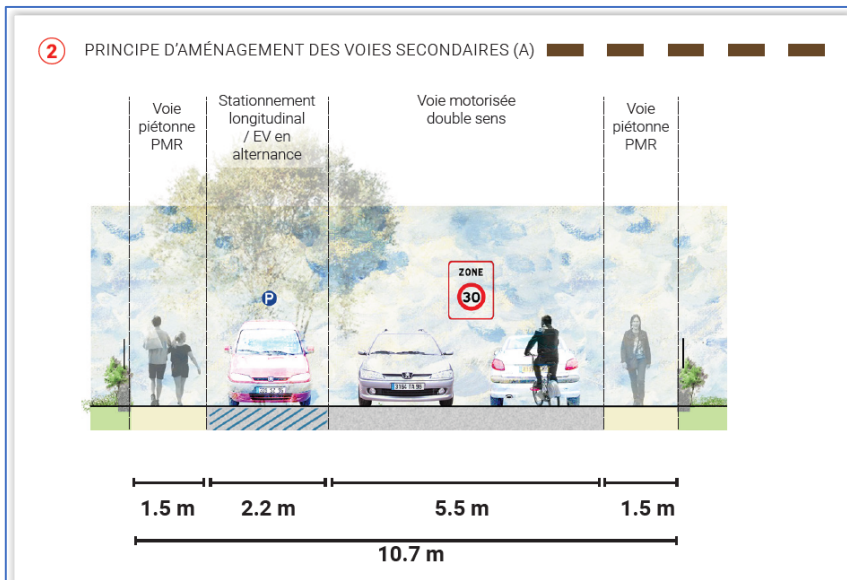 2 PRINCIPE D'AMÉNAGEMENT DES VOIES SECONDAIRES (A)
Voie
piétonne
PMR
Stationnement
longitudinal
/ EV en
alternance
Voie motorisée
double sens
Voie
piétonne
PMR
ZONE
30
P
1.5 m
2.2 m
5.5 m
1.5 m
10.7 m